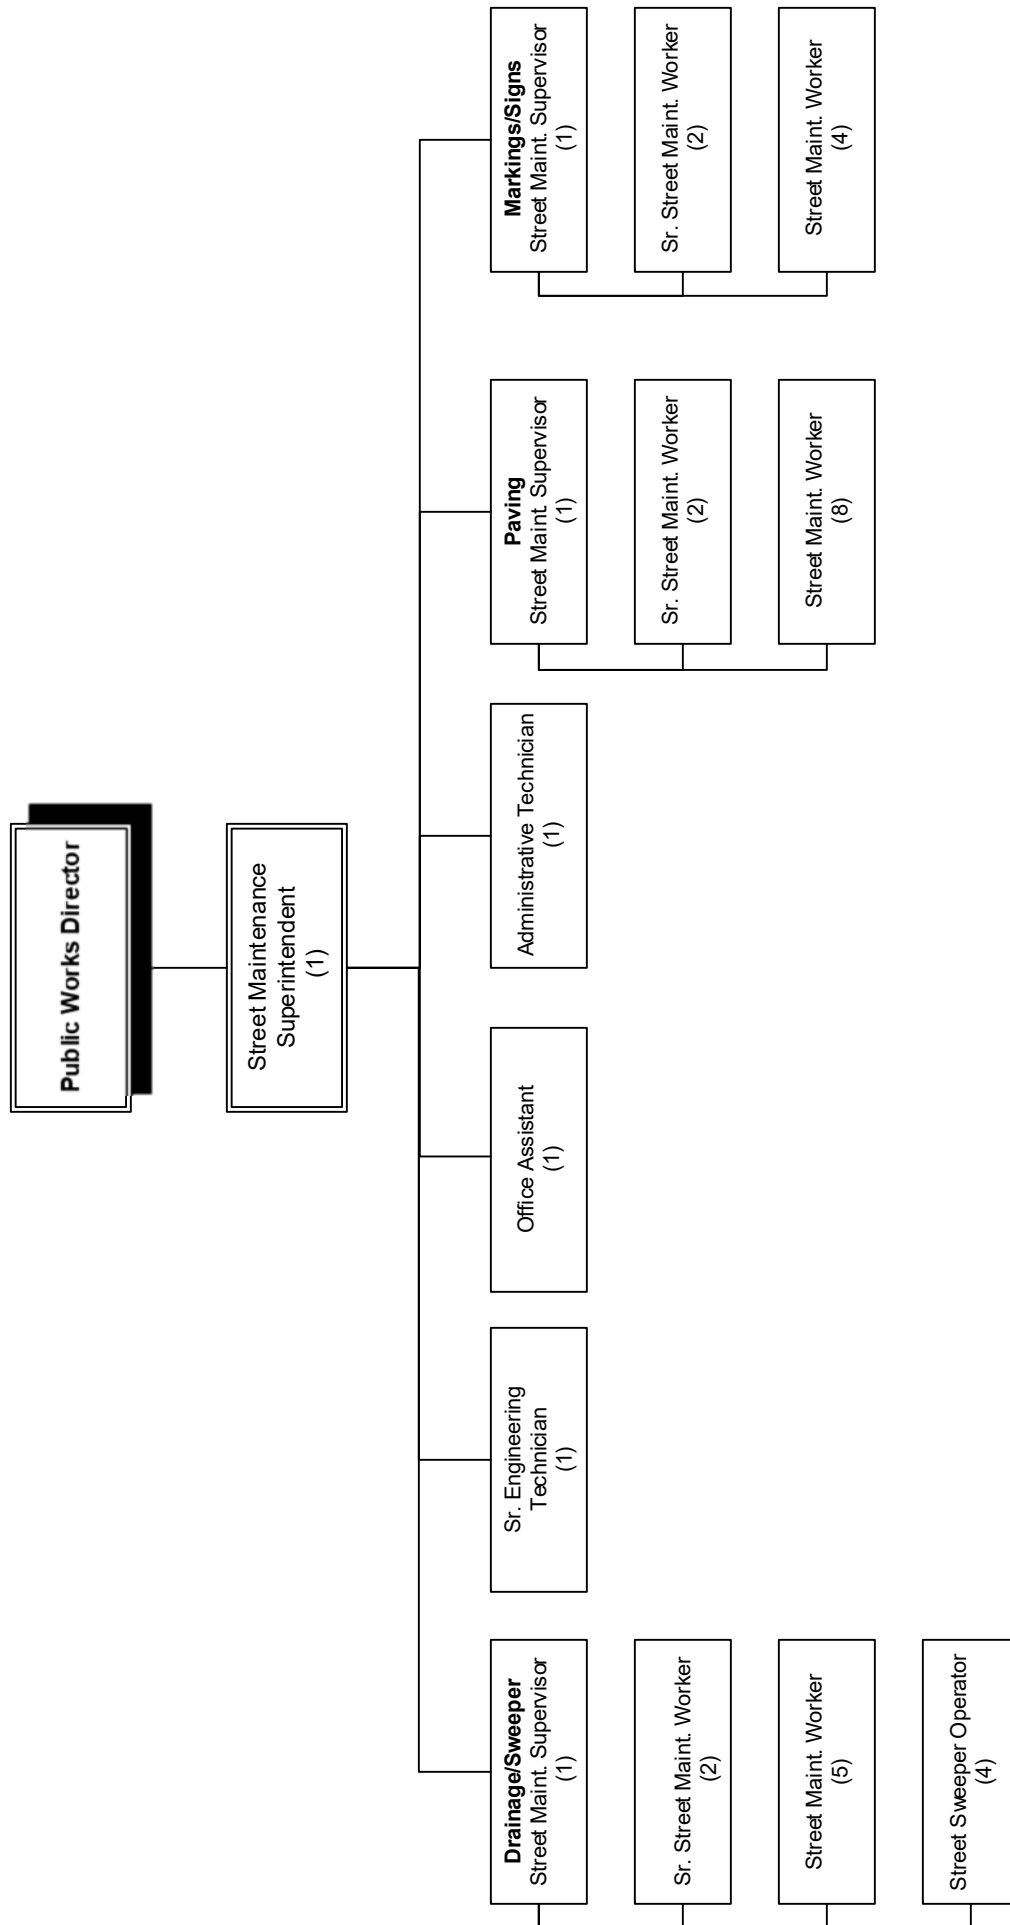 Public Works Director
Street Maintenance
Superintendent
(1)
Drainage/Sweeper
Street Maint. Supervisor
(1)
Sr. Street Maint. Worker
(2)
Street Maint. Worker
(5)
Street Sweeper Operator
(4)
Sr. Engineering
Technician
(1)
Office Assistant
(1)
Administrative Technician
(1)
Paving
Street Maint. Supervisor
(1)
Sr. Street Maint. Worker
(2)
Street Maint. Worker
(8)
Markings/Signs
Street Maint. Supervisor
(1)
Sr. Street Maint. Worker
(2)
Street Maint. Worker
(4)